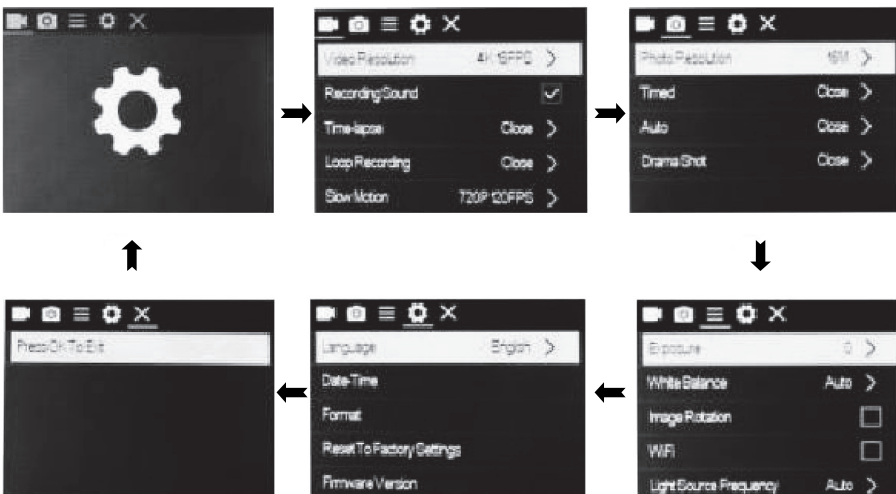 Video Resolution 4K 15FPS
Recording Sound
Time-lapse Close
Loop Recording Close
Slow Motion 720P 120FPS
Photo Resolution 16M
Timed Close
Auto Close
Drama Shot Close
Press OK To Exit
Language English
Date-Time
Format
Reset To Factory Settings
Firmware Version
Exposure 0
White Balance Auto
Image Rotation
WiFi
Light Source Frequency Auto